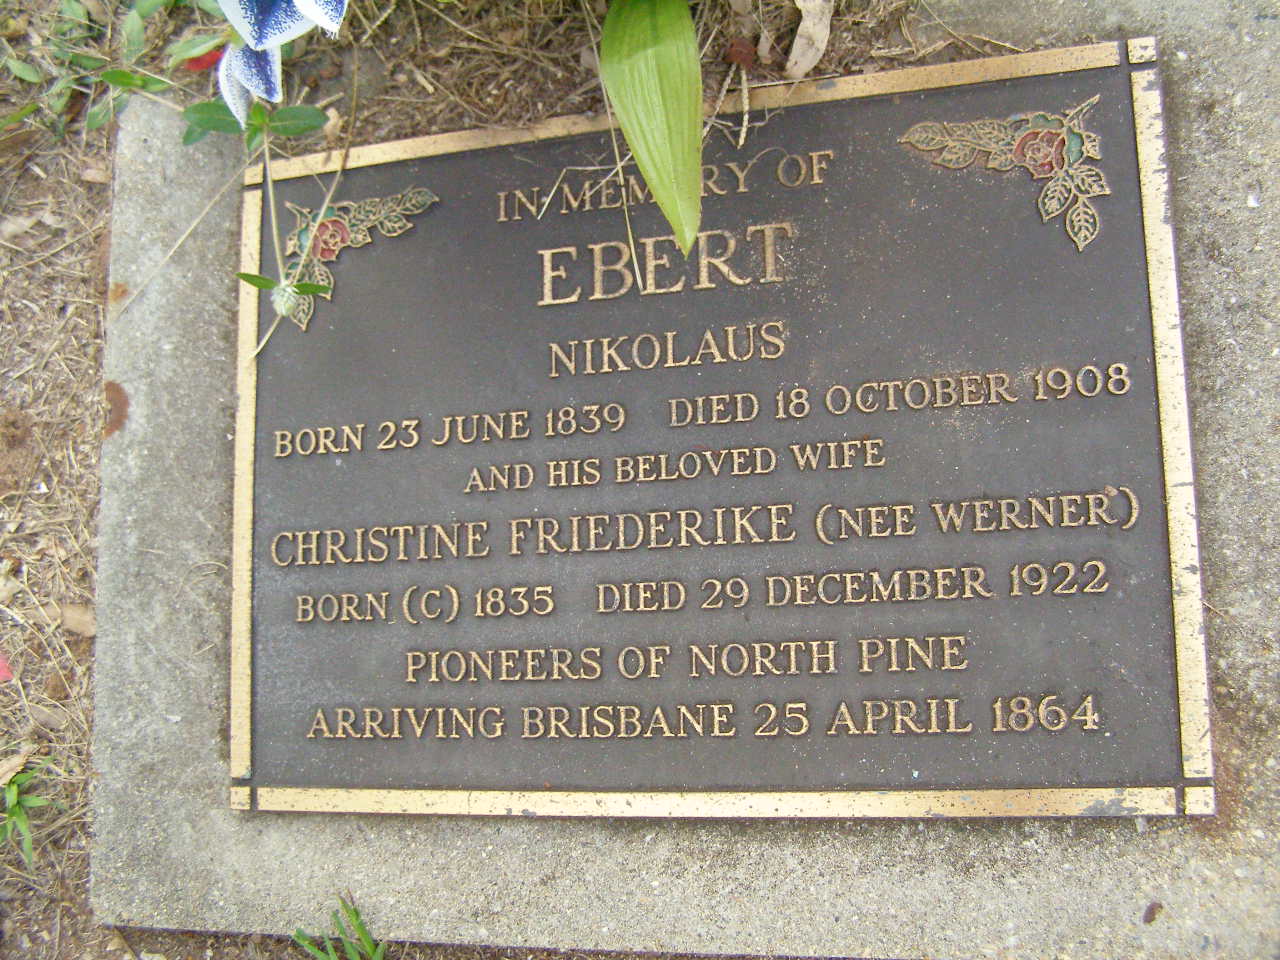 IN MEMORY OF
EBERT
NIKOLAUS
BORN 23 JUNE 1839 DIED 18 OCTOBER 1908
AND HIS BELOVED WIFE
CHRISTINE FRIEDERIKE (NEE WERNER)
BORN (C) 1835 DIED 29 DECEMBER 1922
PIONEERS OF NORTH PINE
ARRIVING BRISBANE 25 APRIL 1864